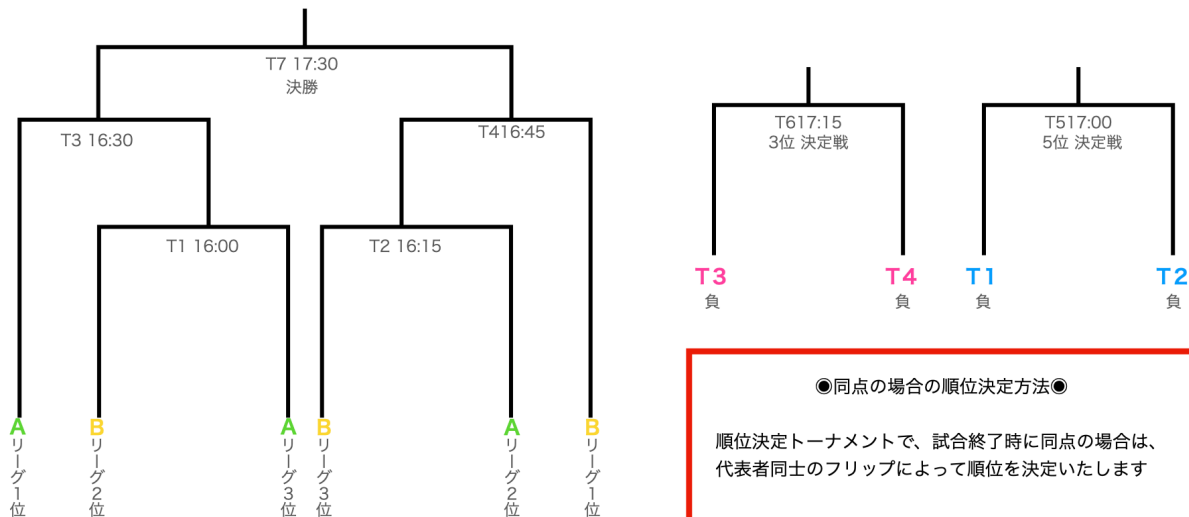 T7 17:30
決勝
T3 16:30
T416:45
T1 16:00
T2 16:15
A
リーグ1位
B
リーグ2位
A
リーグ3位
B
リーグ3位
A
リーグ2位
B
リーグ1位
T617:15
3位 決定戦
T3
負
T4
負
T517:00
5位 決定戦
T1
負
T2
負
◉同点の場合の順位決定方法◉
順位決定トーナメントで、試合終了時に同点の場合は、
代表者同士のフリップによって順位を決定いたします